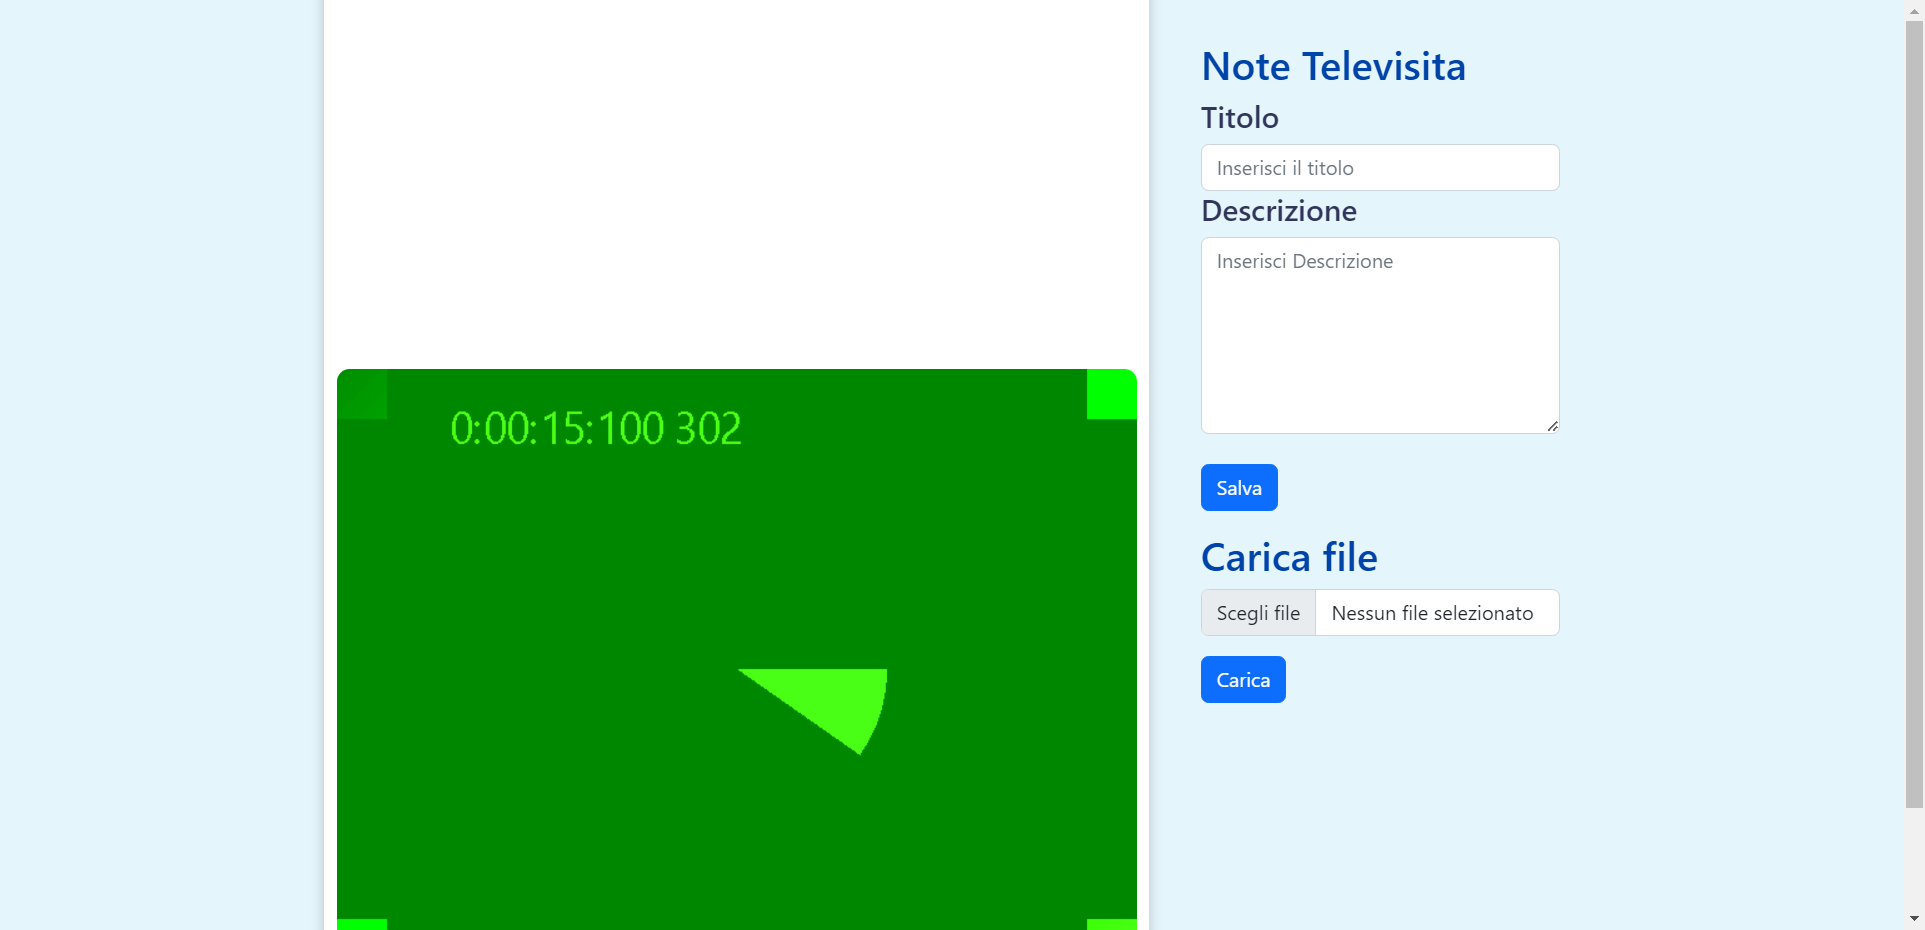 0:00:15:100 302
Note Televisita
Titolo
Inserisci il titolo
Descrizione
Inserisci Descrizione
Salva
Carica file
Scegli file Nessun file selezionato
Carica